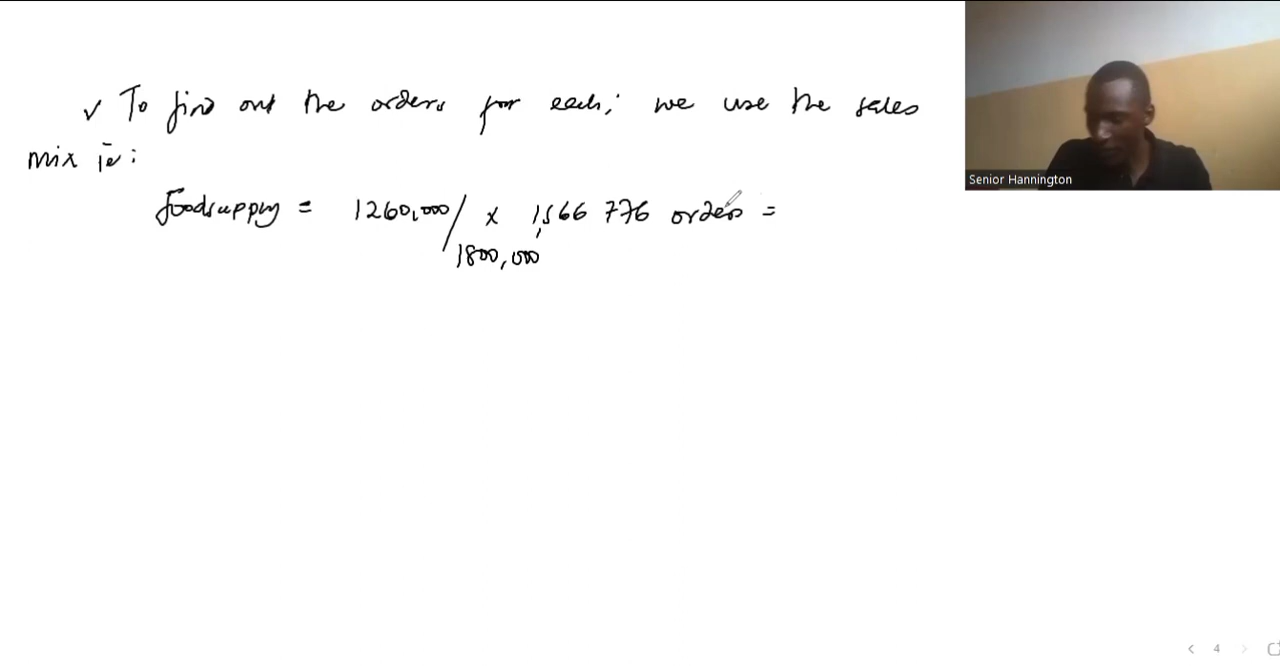 ✓ To find out the orders for each; we use the sales
mix ie:
Foodsupply = 1260,000/1800,000 x 1,566 776 orders =
Senior Hannington
4